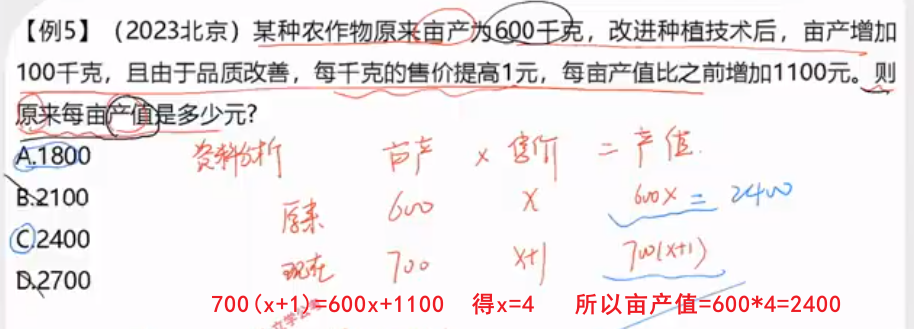 【例5】（2023北京）某种农作物原来亩产为600千克，改进种植技术后，亩产增加
100千克，且由于品质改善，每千克的售价提高1元，每亩产值比之前增加1100元。则
原来每亩产值是多少元?
A.1800
资料分析 亩产 × 售价 = 产值.
B.2100
原来 600 x 600x = 2400
C.2400
现在 700 x+1 700(x+1)
D.2700
700(x+1)=600x+1100 得x=4 所以亩产值=600*4=2400